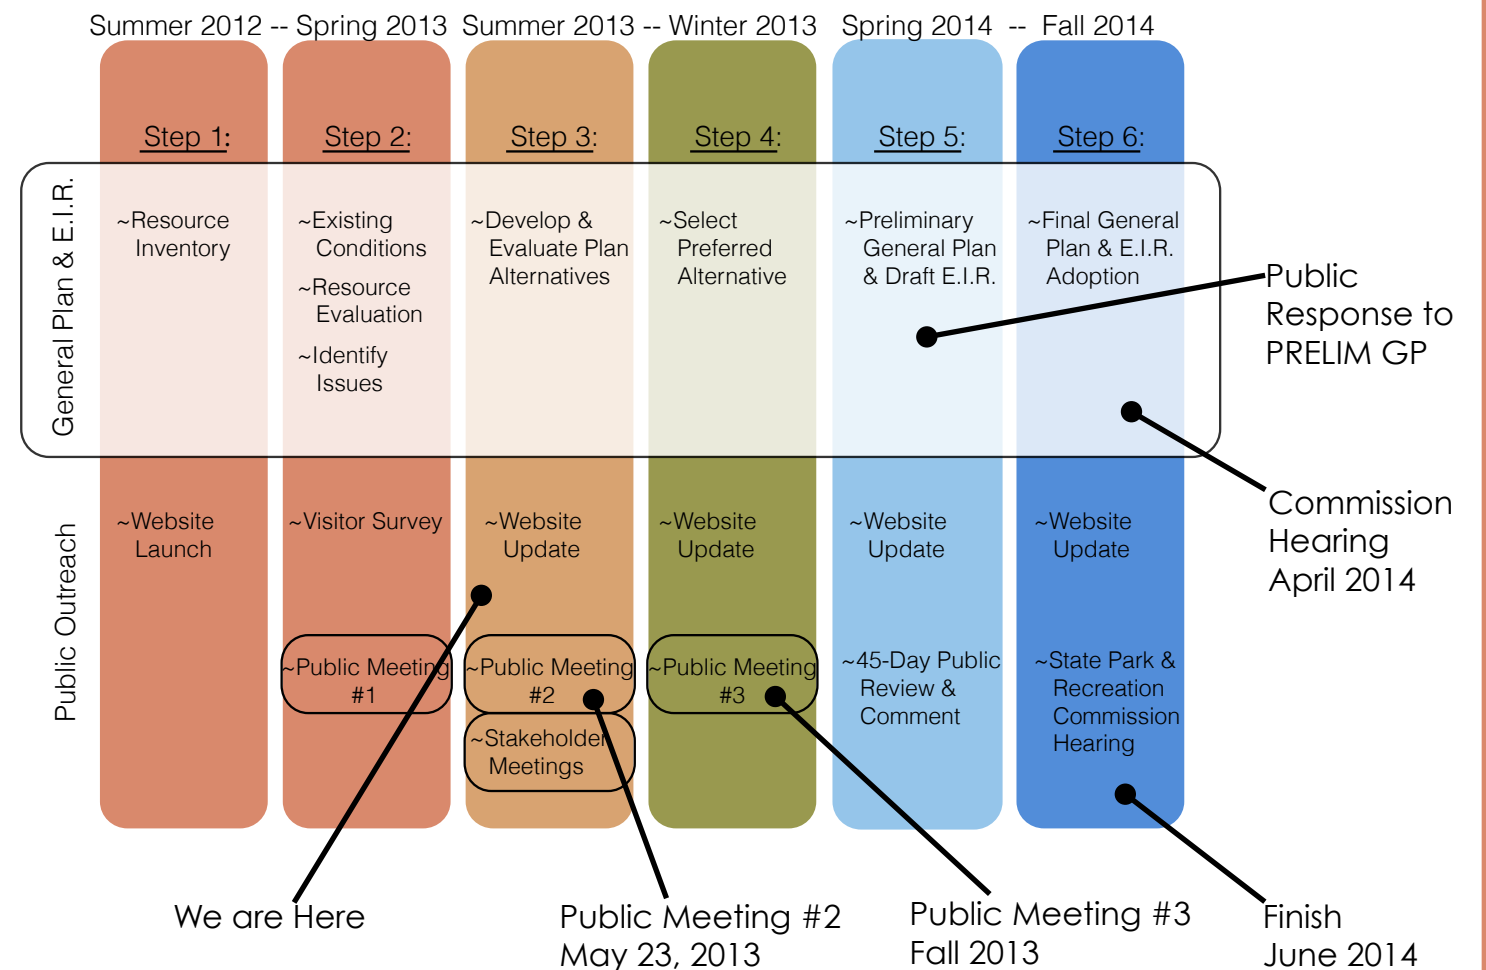 Summer 2012 -- Spring 2013 Summer 2013 -- Winter 2013 Spring 2014 -- Fall 2014
Step 1:
Step 2:
Step 3:
Step 4:
Step 5:
Step 6:
General Plan & E.I.R.
~Resource
Inventory
~Existing
Conditions
~Resource
Evaluation
~Identify
Issues
~Develop &
Evaluate Plan
Alternatives
~Select
Preferred
Alternative
~Preliminary
General Plan
& Draft E.I.R.
~Final General
Plan & E.I.R.
Adoption
Public
Response to
PRELIM GP
Commission
Hearing
April 2014
Public Outreach
~Website
Launch
~Visitor Survey
~Public Meeting
#1
~Website
Update
~Public Meeting
#2
~Stakeholder
Meetings
~Website
Update
~Public Meeting
#3
~Website
Update
~45-Day Public
Review &
Comment
~Website
Update
~State Park &
Recreation
Commission
Hearing
We are Here
Public Meeting #2
May 23, 2013
Public Meeting #3
Fall 2013
Finish
June 2014